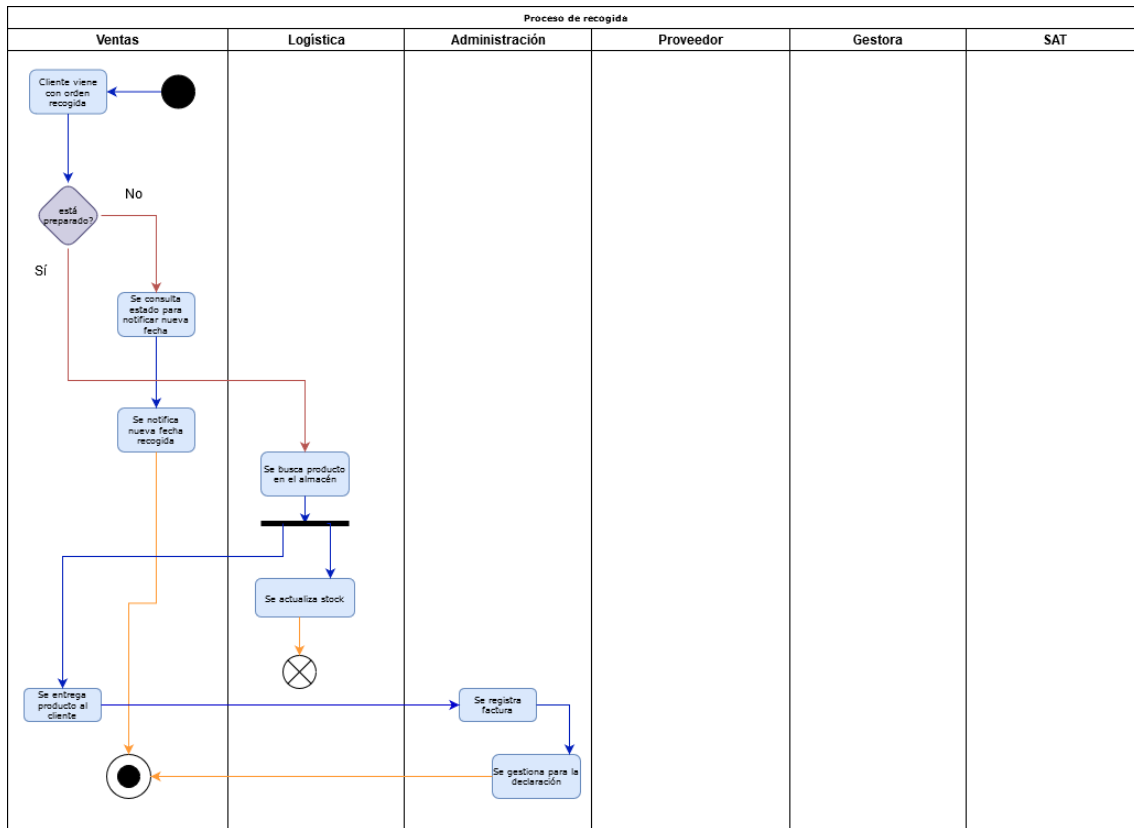 Proceso de recogida
Ventas
Logística
Administración
Proveedor
Gestora
SAT
Cliente viene
con orden
recogida
No
está
preparado?
Sí
Se consulta
estado para
notificar nueva
fecha
Se notifica
nueva fecha
recogida
Se busca producto
en el almacén
Se actualiza stock
Se entrega
producto al
cliente
Se registra
factura
Se gestiona para la
declaración